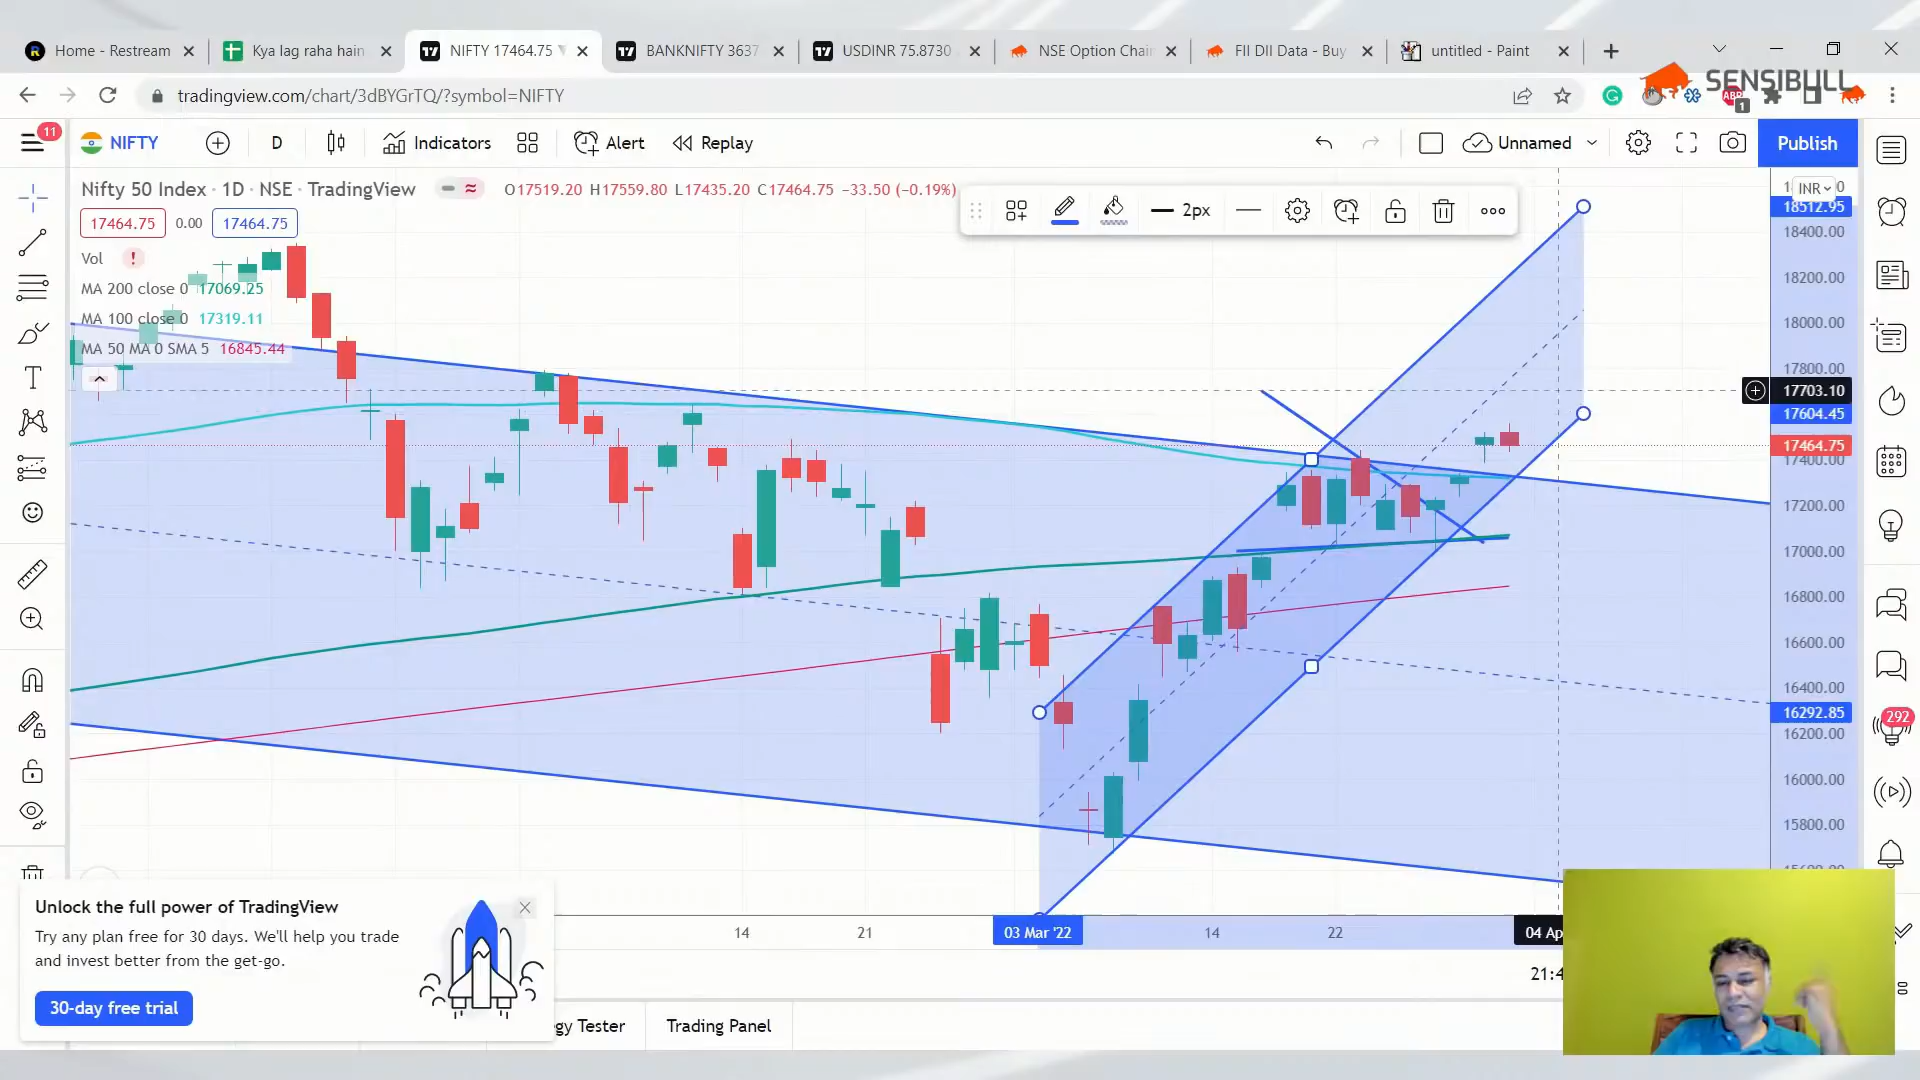 Home - Restream
Kya lag raha hain
NIFTY 17464.75
BANKNIFTY 3637
USDINR 75.8730
NSE Option Chain
FII DII Data - Buy
untitled - Paint
tradingview.com/chart/3dBYGrTQ/?symbol=NIFTY
SENSIBULL
ABP
1
11
NIFTY
D
Indicators
Alert
Replay
Unnamed
Publish
Nifty 50 Index · 1D · NSE · TradingView
O17519.20 H17559.80 L17435.20 C17464.75 −33.50 (−0.19%)
17464.75 0.00 17464.75
2px
INR
Vol
MA 200 close 0 17069.25
MA 100 close 0 17319.11
MA 50 MA 0 SMA 5 16845.44
18512.95
18400.00
18200.00
18000.00
17800.00
17703.10
17604.45
17464.75
17400.00
17200.00
17000.00
16800.00
16600.00
16400.00
16292.85
16200.00
16000.00
15800.00
292
14
21
03 Mar '22
14
22
04 Ap
21:4
Unlock the full power of TradingView
Try any plan free for 30 days. We'll help you trade
and invest better from the get-go.
30-day free trial
gy Tester
Trading Panel